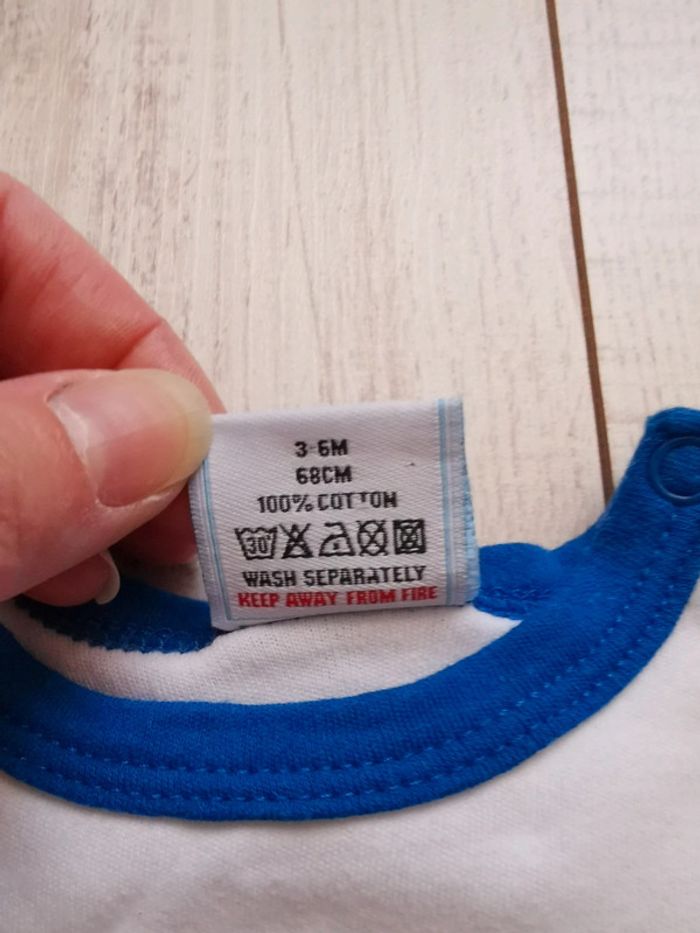 3-6M
68CM
100% COTTON
30
WASH SEPARATELY
KEEP AWAY FROM FIRE